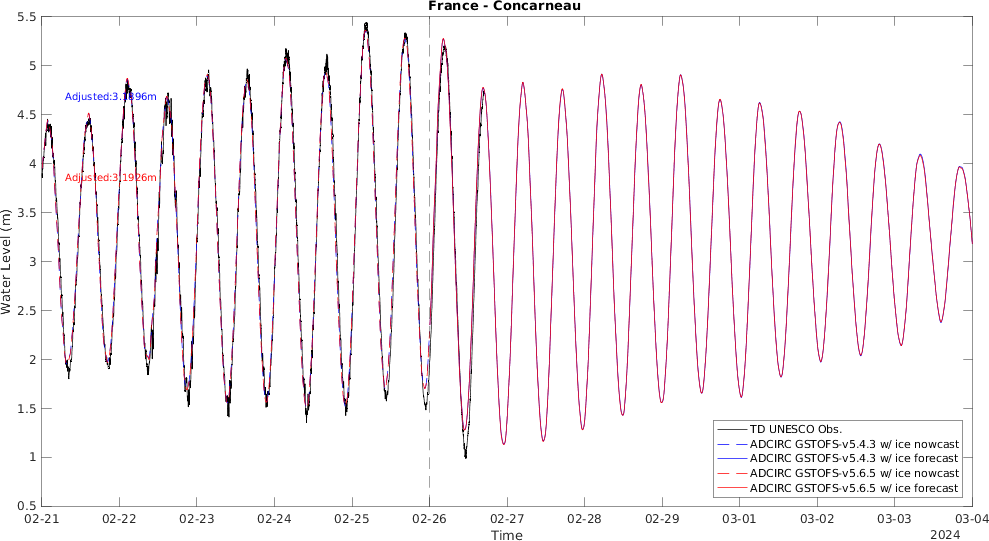 France - Concarneau
5.5
5
4.5
4
3.5
3
2.5
2
1.5
1
0.5
Water Level (m)
Adjusted:3.1896m
Adjusted:3.1926m
TD UNESCO Obs.
ADCIRC GSTOFS-v5.4.3 w/ ice nowcast
ADCIRC GSTOFS-v5.4.3 w/ ice forecast
ADCIRC GSTOFS-v5.6.5 w/ ice nowcast
ADCIRC GSTOFS-v5.6.5 w/ ice forecast
02-21 02-22 02-23 02-24 02-25 02-26 02-27 02-28 02-29 03-01 03-02 03-03 03-04
Time
2024